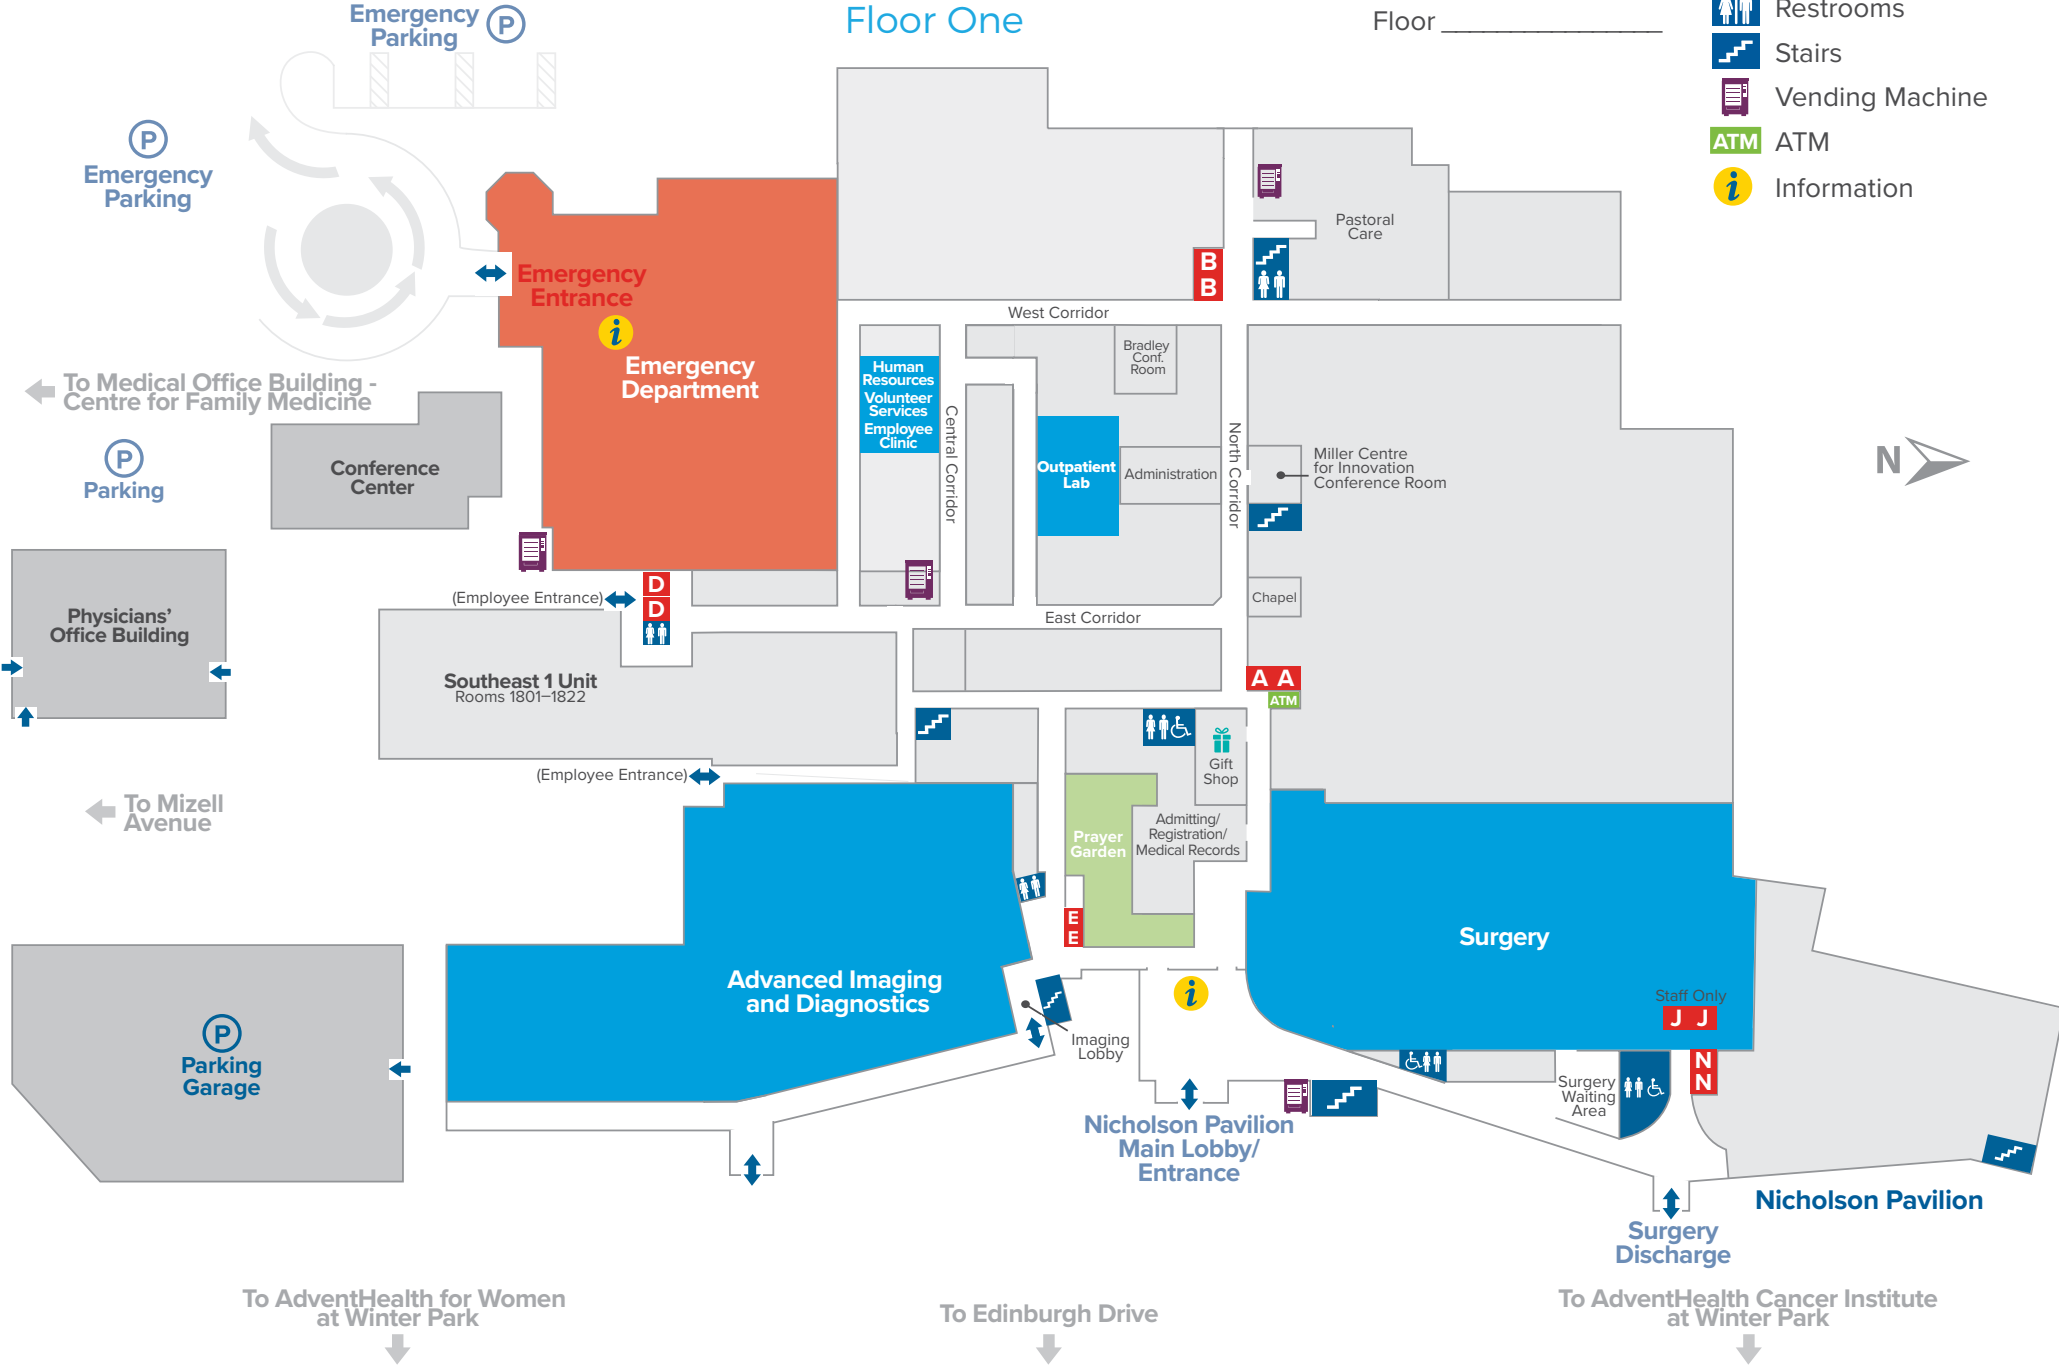 Emergency
Parking
P
Floor One
Floor ________________
Restrooms
Stairs
Vending Machine
ATM ATM
i Information
P
Emergency
Parking
Pastoral
Care
B
B
Emergency
Entrance
i
Emergency
Department
West Corridor
Bradley
Conf.
Room
Human
Resources
Volunteer
Services
Employee
Clinic
Central Corridor
Outpatient
Lab
Administration
North Corridor
Miller Centre
for Innovation
Conference Room
N
To Medical Office Building -
Centre for Family Medicine
P
Parking
Conference
Center
Physicians’
Office Building
(Employee Entrance)
D
D
Chapel
East Corridor
Southeast 1 Unit
Rooms 1801–1822
A A
ATM
Gift
Shop
(Employee Entrance)
To Mizell
Avenue
Prayer
Garden
Admitting/
Registration/
Medical Records
E
E
Surgery
Advanced Imaging
and Diagnostics
i
Staff Only
J J
Imaging
Lobby
P
Parking
Garage
N
N
Surgery
Waiting
Area
Nicholson Pavilion
Main Lobby/
Entrance
Nicholson Pavilion
Surgery
Discharge
To AdventHealth for Women
at Winter Park
To Edinburgh Drive
To AdventHealth Cancer Institute
at Winter Park